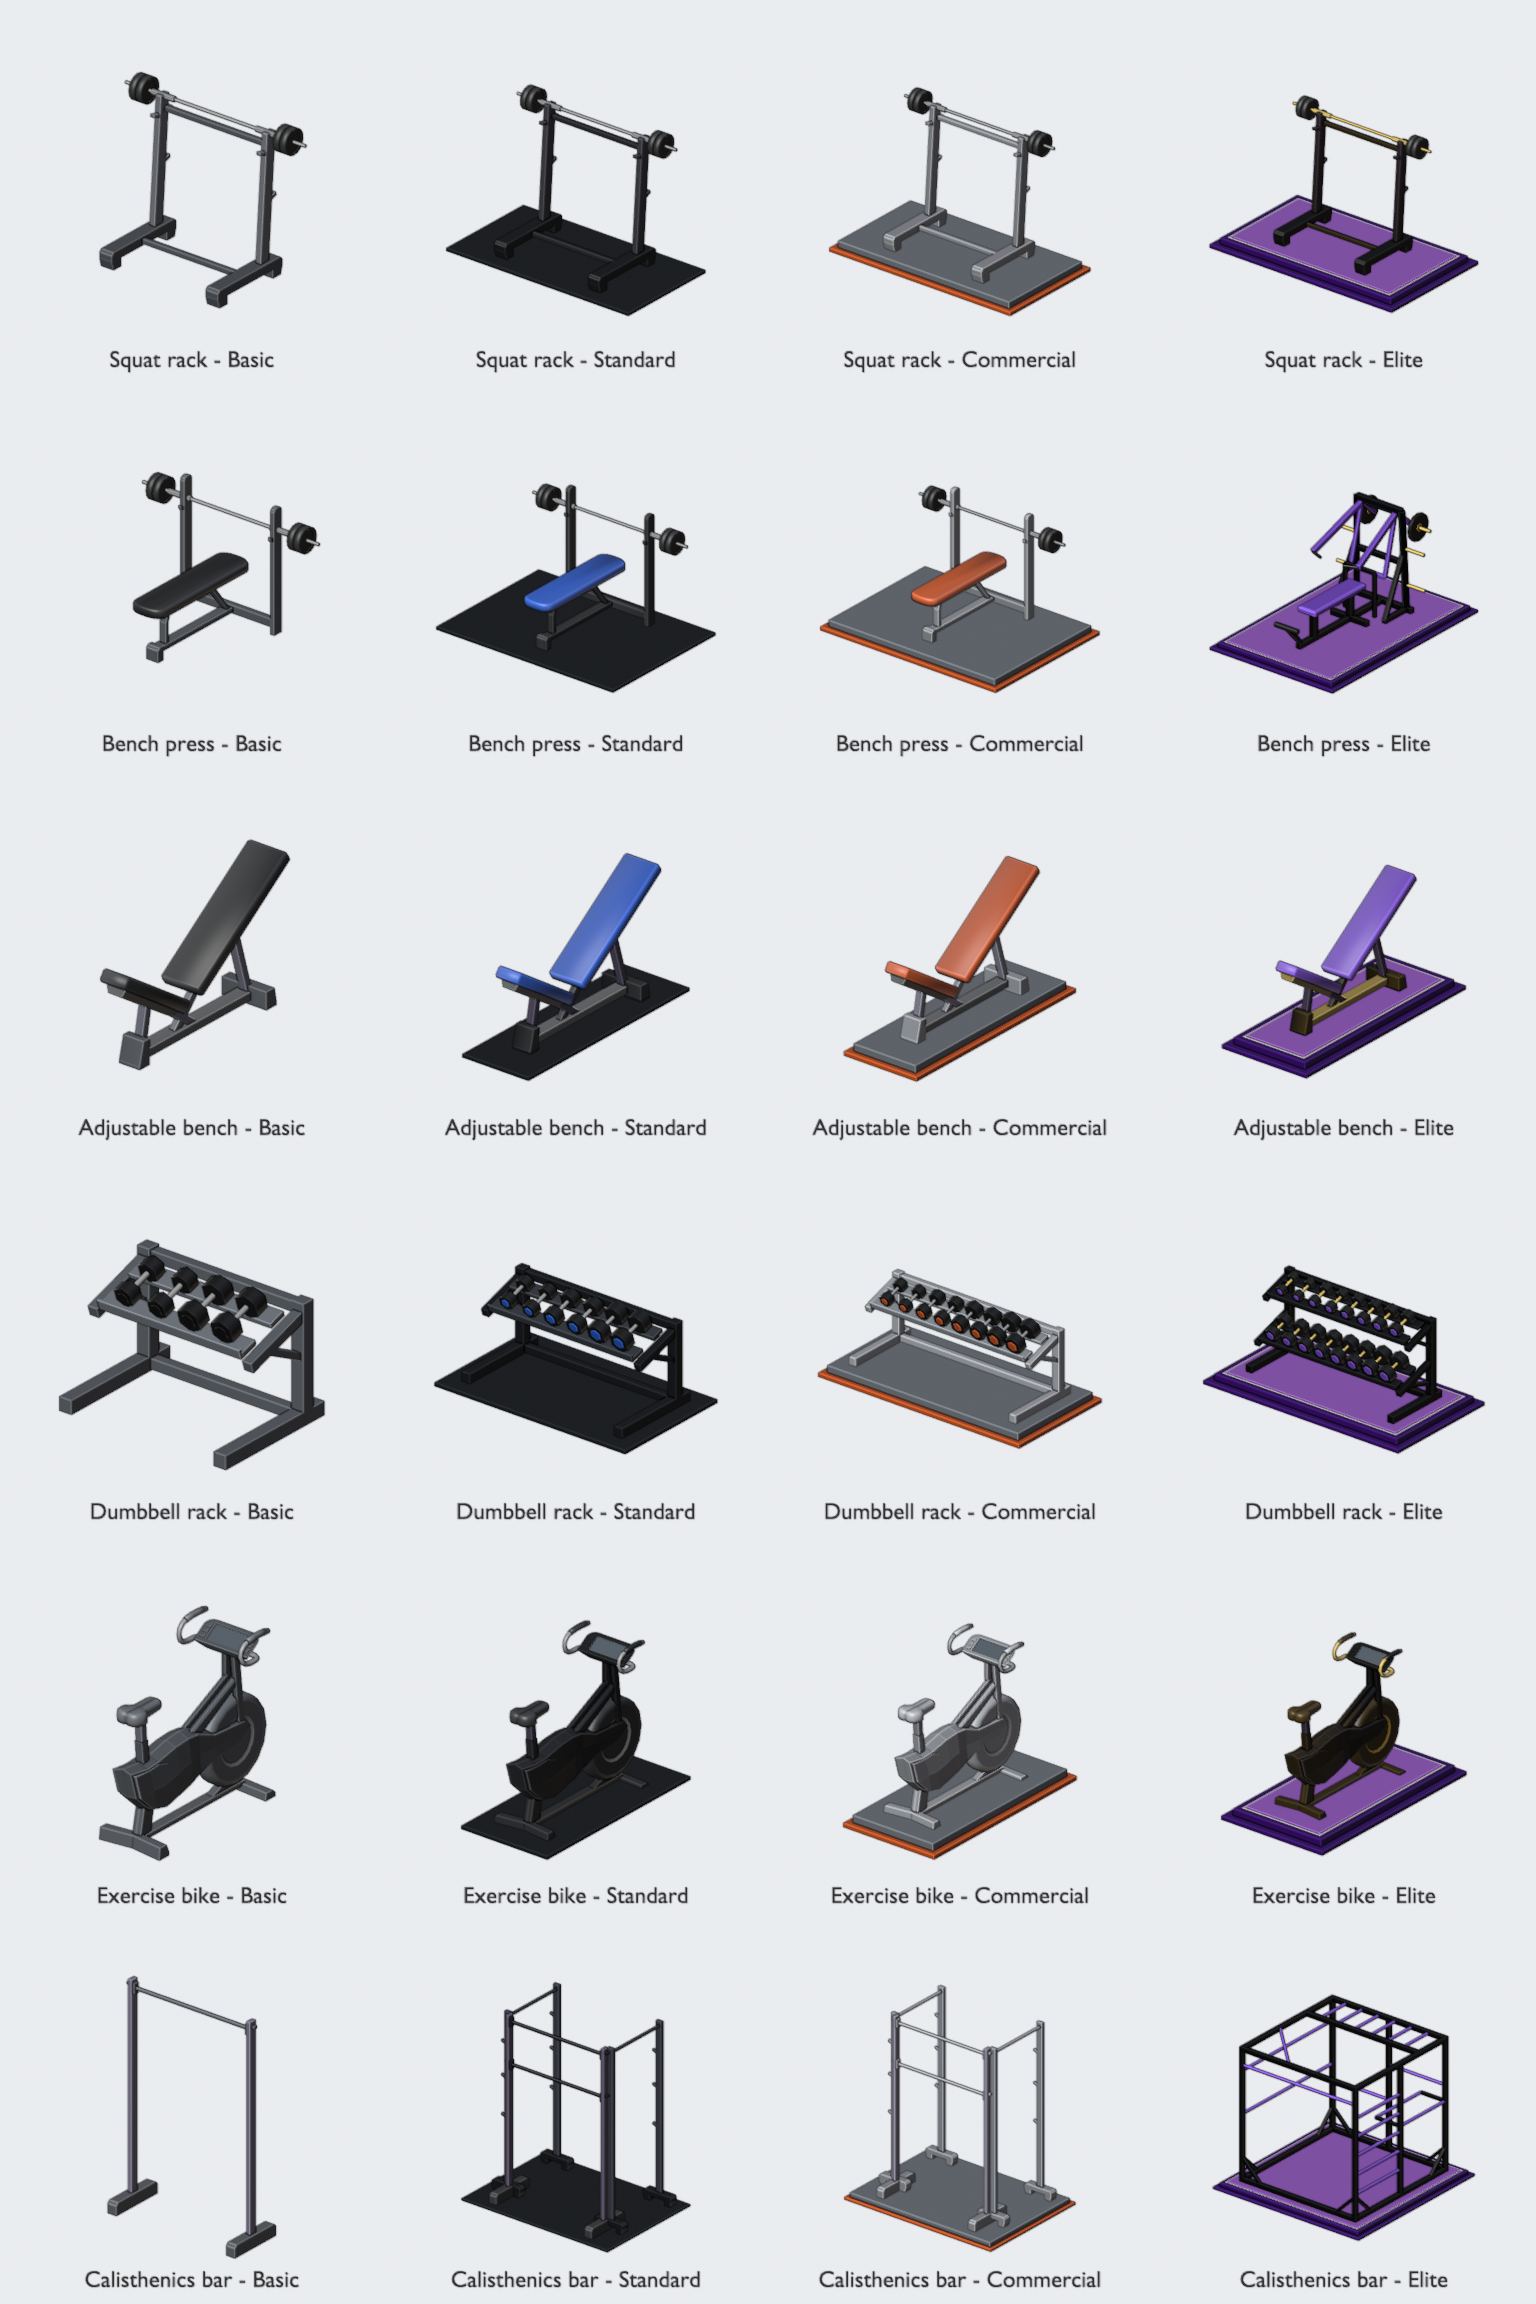 Squat rack - Basic
Squat rack - Standard
Squat rack - Commercial
Squat rack - Elite
Bench press - Basic
Bench press - Standard
Bench press - Commercial
Bench press - Elite
Adjustable bench - Basic
Adjustable bench - Standard
Adjustable bench - Commercial
Adjustable bench - Elite
Dumbbell rack - Basic
Dumbbell rack - Standard
Dumbbell rack - Commercial
Dumbbell rack - Elite
Exercise bike - Basic
Exercise bike - Standard
Exercise bike - Commercial
Exercise bike - Elite
Calisthenics bar - Basic
Calisthenics bar - Standard
Calisthenics bar - Commercial
Calisthenics bar - Elite